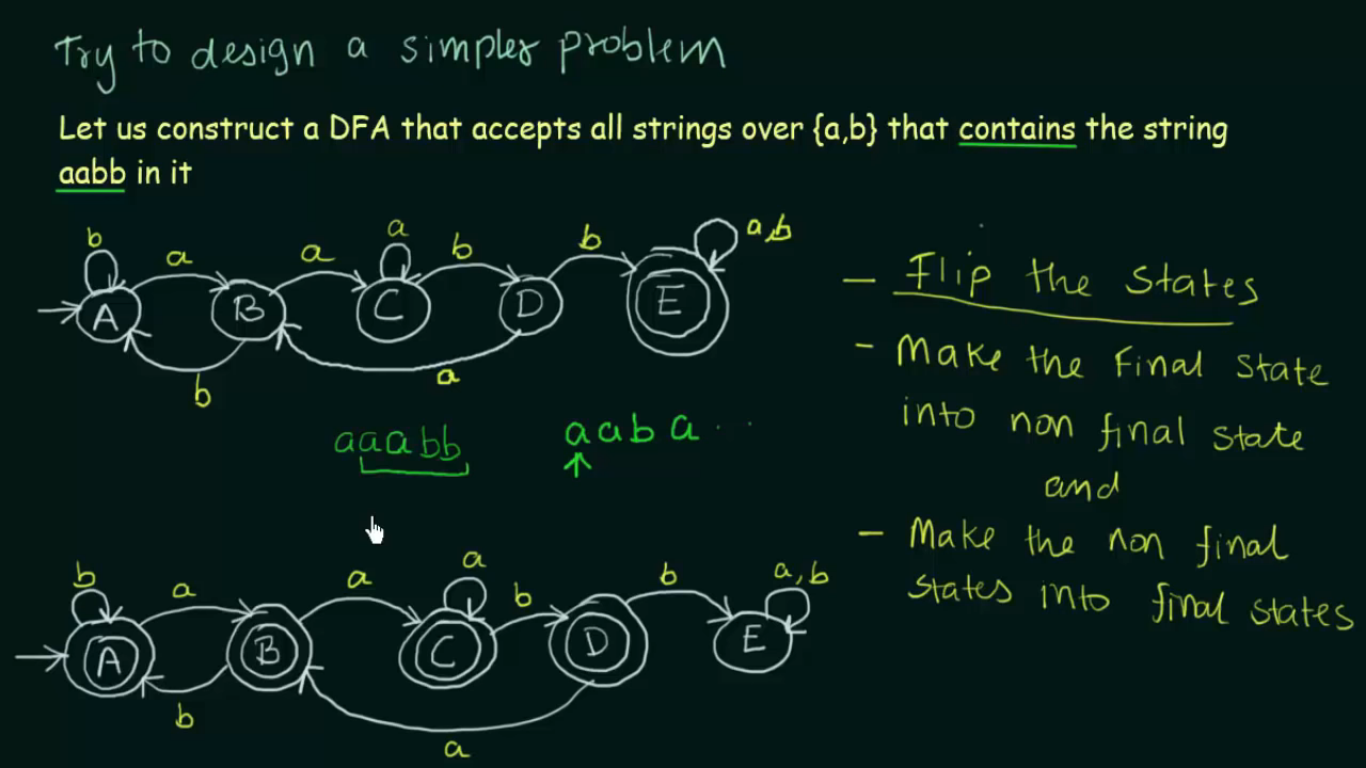 Try to design a simpler problem
Let us construct a DFA that accepts all strings over {a,b} that contains the string
aabb in it
b
a
a
a
b
b
a,b
A
B
C
D
E
b
a
aaabb
aaba ...
- Flip the States
- Make the Final State
into non final state
and
- Make the non final
states into final states
b
a
a
a
b
b
a,b
A
B
C
D
E
b
a